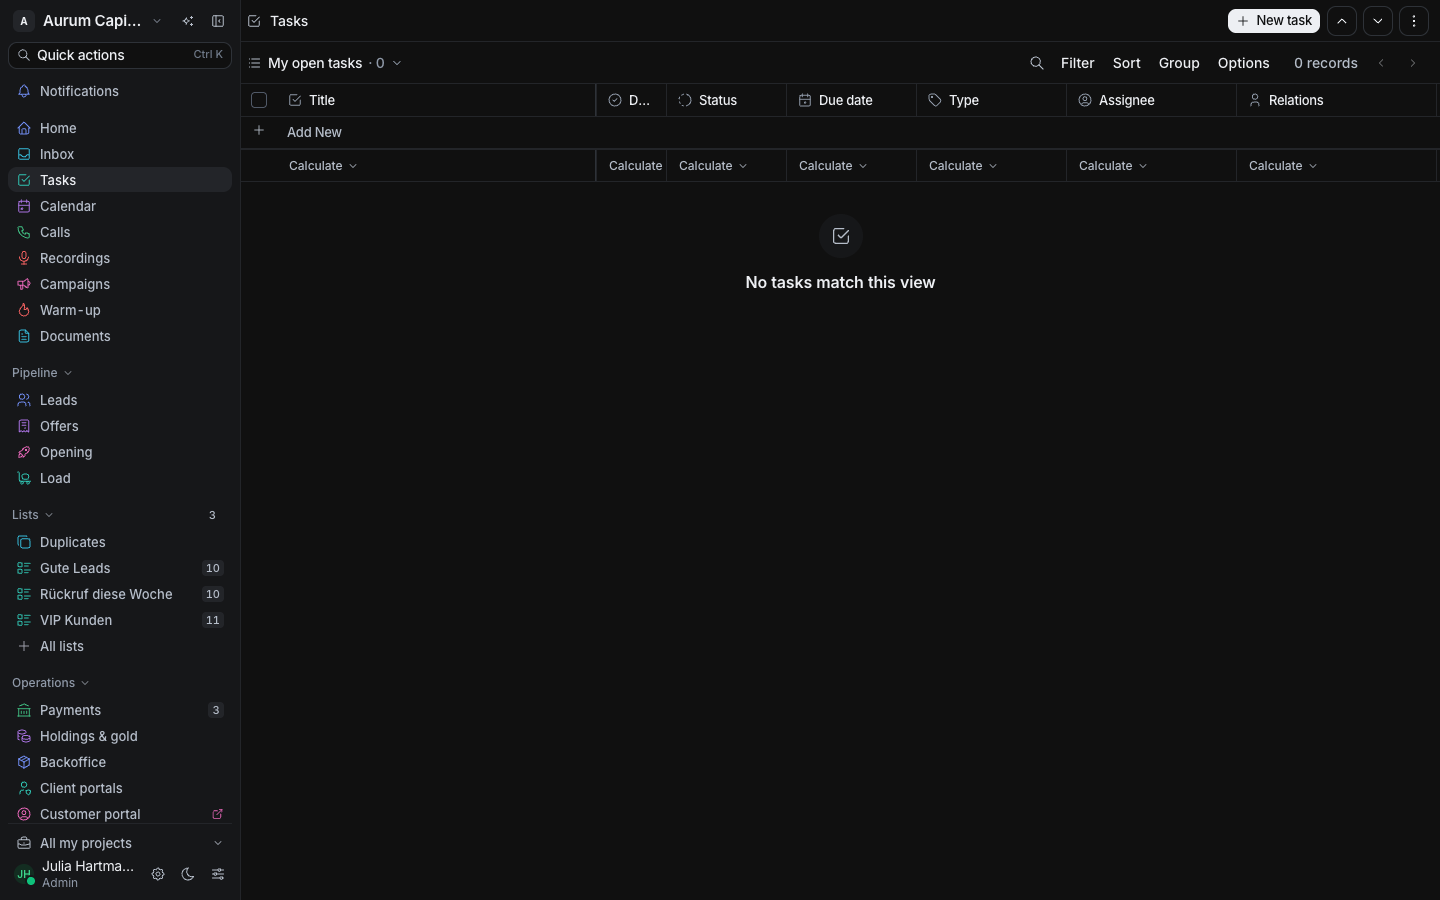 A Aurum Capi...
Quick actions Ctrl K
Notifications
Home
Inbox
Tasks
Calendar
Calls
Recordings
Campaigns
Warm-up
Documents
Pipeline
Leads
Offers
Opening
Load
Lists 3
Duplicates
Gute Leads 10
Rückruf diese Woche 10
VIP Kunden 11
All lists
Operations
Payments 3
Holdings & gold
Backoffice
Client portals
Customer portal
All my projects
JH Julia Hartma...
Admin
Tasks New task
My open tasks · 0 Filter Sort Group Options 0 records
Title D... Status Due date Type Assignee Relations
Add New
Calculate Calculate Calculate Calculate Calculate Calculate Calculate
No tasks match this view